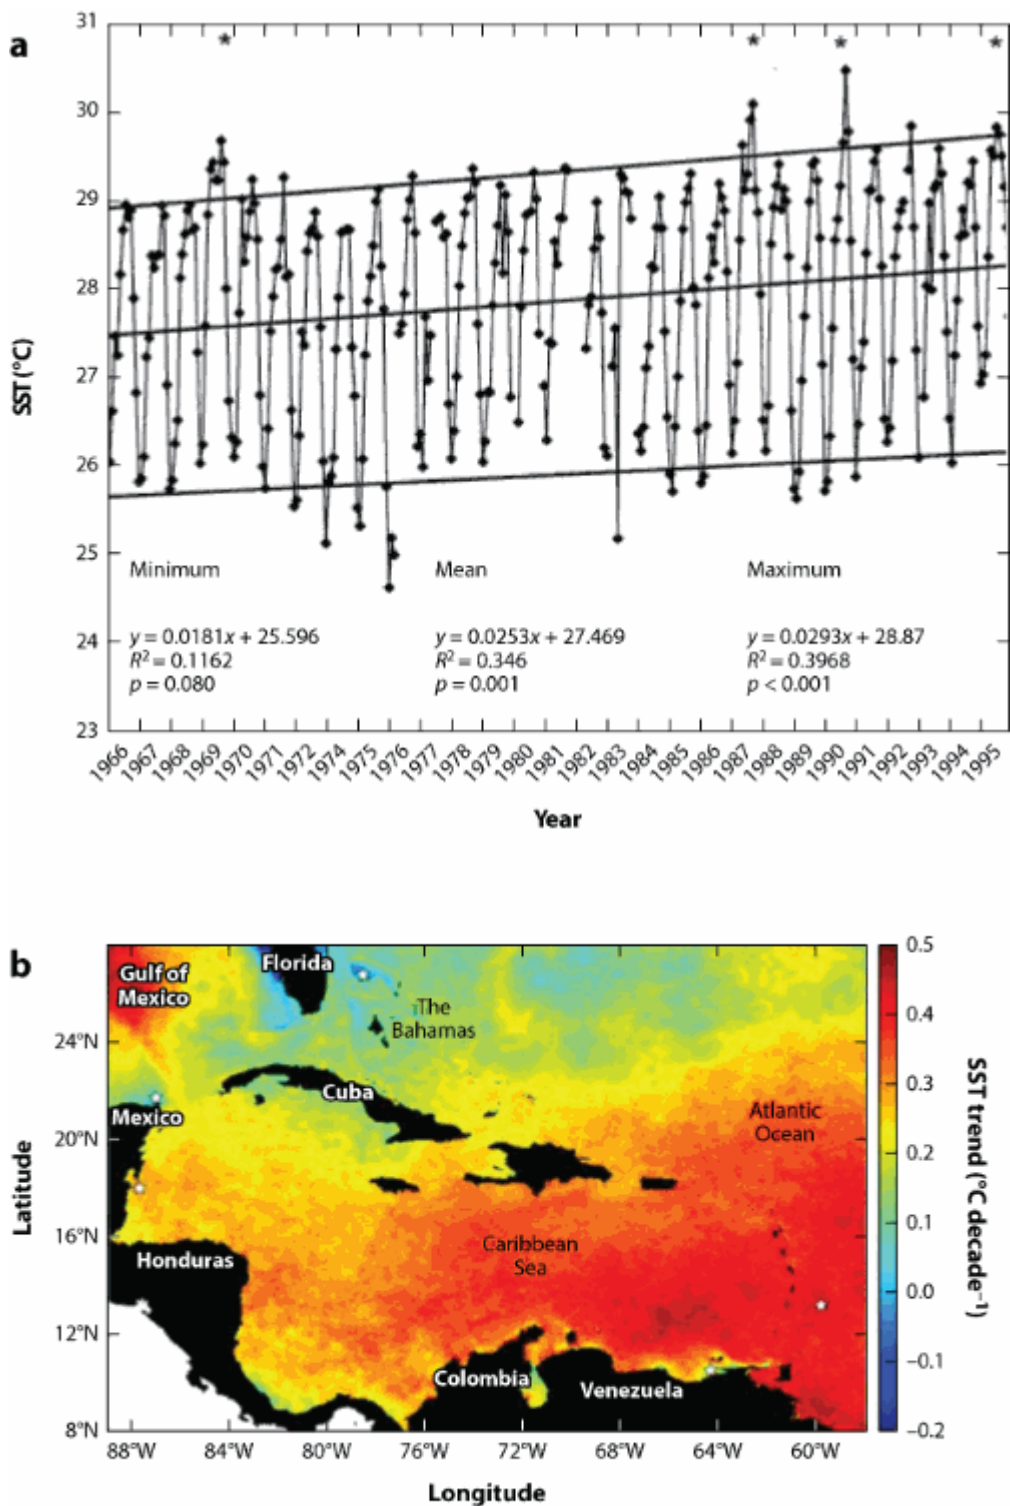 a
31
30
29
28
27
26
25
24
23
SST (°C)
Minimum
y = 0.0181x + 25.596
R² = 0.1162
p = 0.080
Mean
y = 0.0253x + 27.469
R² = 0.346
p = 0.001
Maximum
y = 0.0293x + 28.87
R² = 0.3968
p < 0.001
1966
1967
1968
1969
1970
1971
1972
1974
1975
1976
1977
1978
1979
1980
1981
1982
1983
1984
1985
1986
1987
1988
1989
1990
1991
1992
1993
1994
1995
Year
b
Gulf of
Mexico
Florida
The
Bahamas
Cuba
Mexico
Atlantic
Ocean
Honduras
Caribbean
Sea
Colombia
Venezuela
24°N
20°N
16°N
12°N
8°N
Latitude
88°W
84°W
80°W
76°W
72°W
68°W
64°W
60°W
Longitude
0.5
0.4
0.3
0.2
0.1
0.0
–0.1
–0.2
SST trend (°C decade⁻¹)